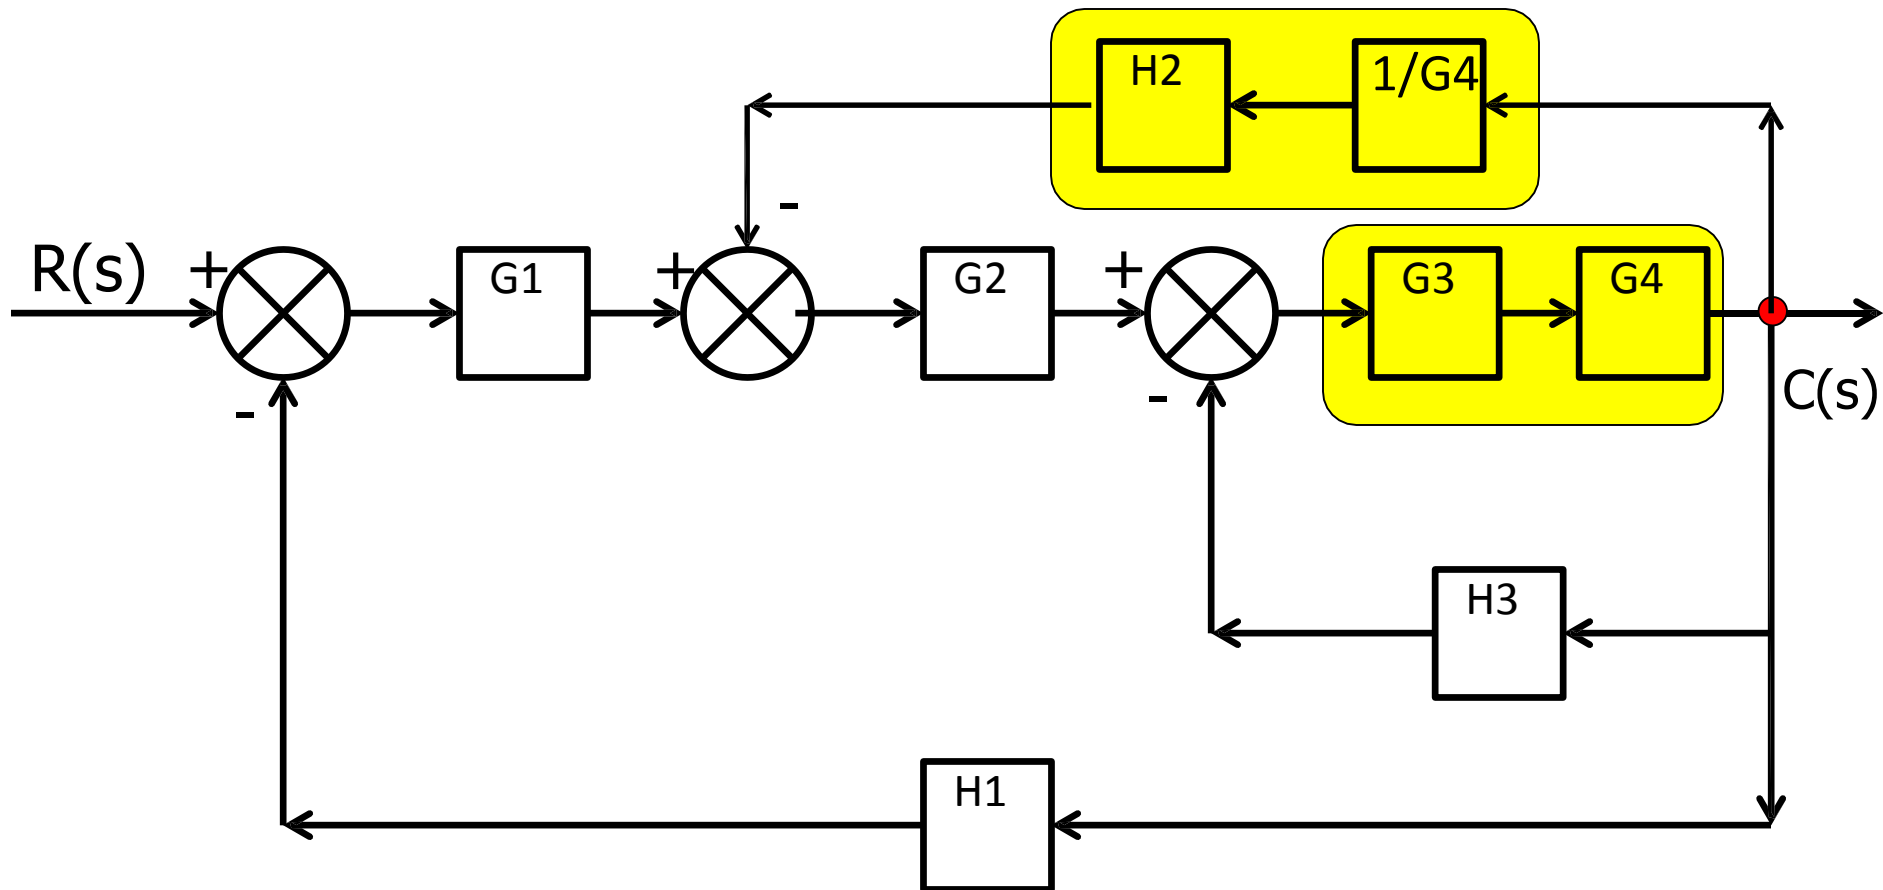 H2
1/G4
-
R(s)
+
G1
+
G2
+
G3
G4
C(s)
-
-
H3
H1